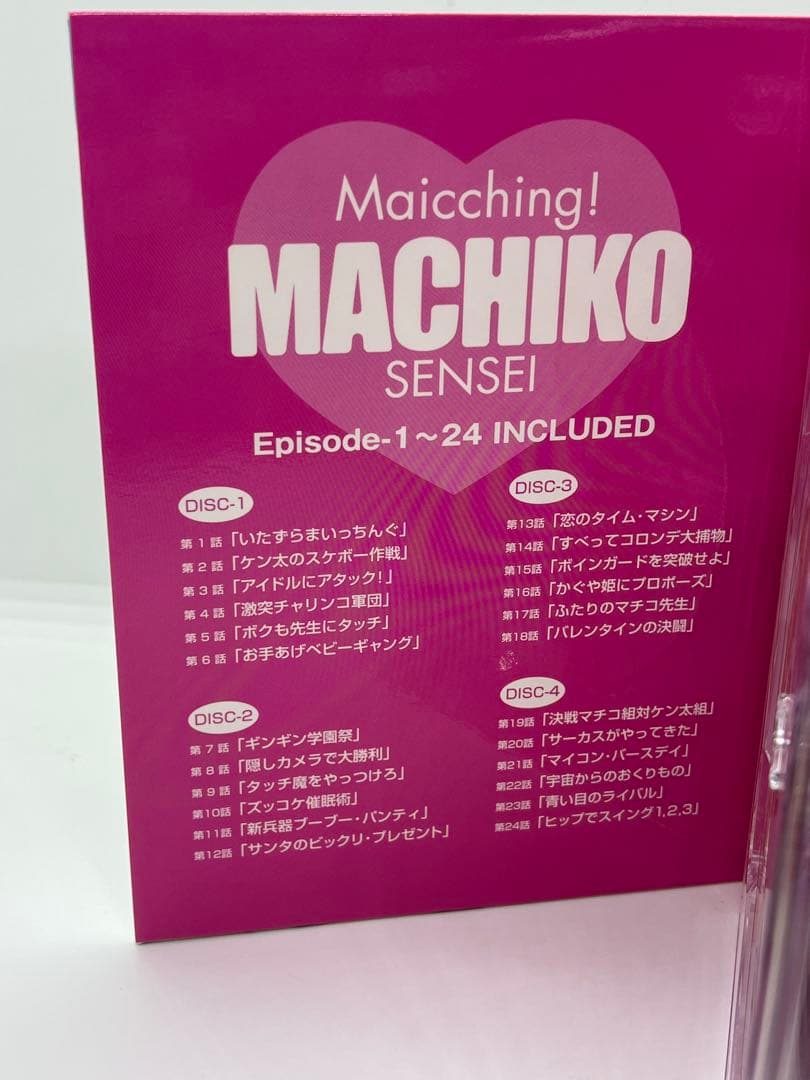 Maicching!
MACHIKO
SENSEI
Episode-1～24 INCLUDED
DISC-1
第1話「いたずらまいっちんぐ」
第2話「ケン太のスケボー作戦」
第3話「アイドルにアタック!」
第4話「激突チャリンコ軍団」
第5話「ボクも先生にタッチ」
第6話「お手あげベビーギャング」
DISC-2
第7話「ギンギン学園祭」
第8話「隠しカメラで大勝利」
第9話「タッチ魔をやっつけろ」
第10話「ズッコケ催眠術」
第11話「新兵器ブーブー・パンティ」
第12話「サンタのビックリ・プレゼント」
DISC-3
第13話「恋のタイム・マシン」
第14話「すべってコロンデ大捕物」
第15話「ボインガードを突破せよ」
第16話「かぐや姫にプロポーズ」
第17話「ふたりのマチコ先生」
第18話「バレンタインの決闘」
DISC-4
第19話「決戦マチコ組対ケン太組」
第20話「サーカスがやってきた」
第21話「マイコン・バースデイ」
第22話「宇宙からのおくりもの」
第23話「青い目のライバル」
第24話「ヒップでスイング1,2,3」